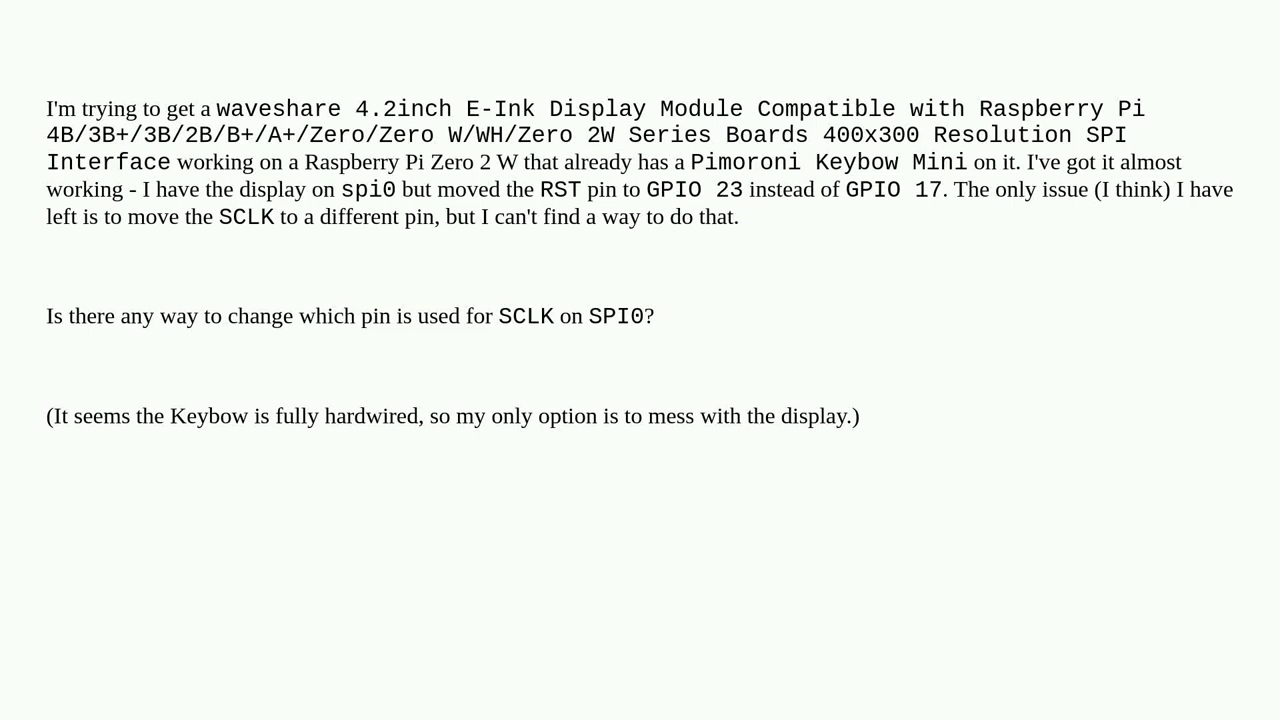 I'm trying to get a waveshare 4.2inch E-Ink Display Module Compatible with Raspberry Pi
4B/3B+/3B/2B/B+/A+/Zero/Zero W/WH/Zero 2W Series Boards 400x300 Resolution SPI
Interface working on a Raspberry Pi Zero 2 W that already has a Pimoroni Keybow Mini on it. I've got it almost
working - I have the display on spi0 but moved the RST pin to GPIO 23 instead of GPIO 17. The only issue (I think) I have
left is to move the SCLK to a different pin, but I can't find a way to do that.
Is there any way to change which pin is used for SCLK on SPI0?
(It seems the Keybow is fully hardwired, so my only option is to mess with the display.)